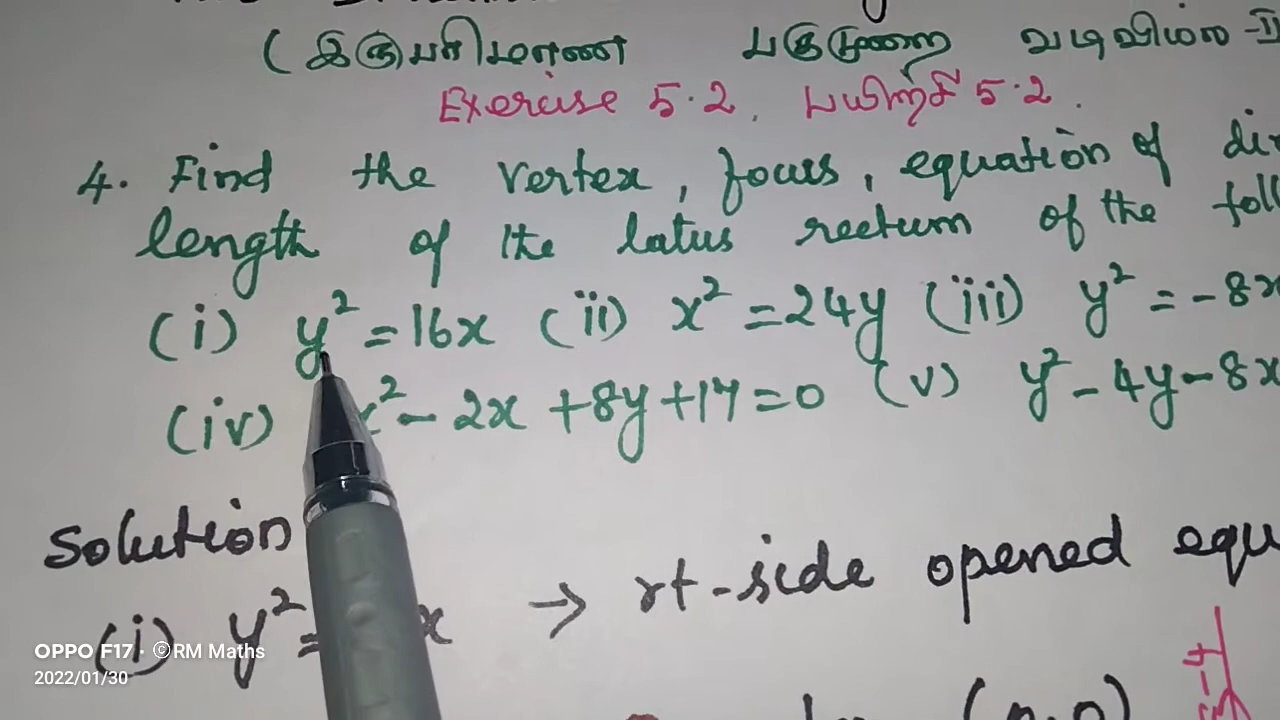 (இருபரிமாண பகுமுறை வடிவியல்-II
Exercise 5.2, பயிற்சி 5.2.
4. Find the vertex, focus, equation of
length of the latus rectum of the
(i) y² = 16x (ii) x² = 24y (iii) y² = -8x
(iv) x² - 2x + 8y + 17 = 0 (v) y² - 4y - 8x
Solution
(i) y² = x → rt-side opened
(0,0)
OPPO F17 · ©RM Maths
2022/01/30